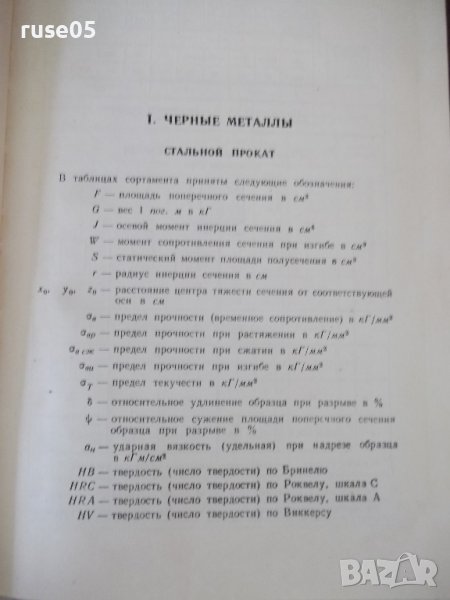 ruse05
I. ЧЕРНЫЕ МЕТАЛЛЫ
СТАЛЬНОЙ ПРОКАТ
В таблицах сортамента приняты следующие обозначения:
F — площадь поперечного сечения в см²
G — вес 1 пог. м в кГ
J — осевой момент инерции сечения в см⁴
W — момент сопротивления сечения при изгибе в см³
S — статический момент площади полусечения в см³
r — радиус инерции сечения в см
x₀, y₀, z₀ — расстояние центра тяжести сечения от соответствующей
оси в см
σв — предел прочности (временное сопротивление) в кГ/мм²
σвр — предел прочности при растяжении в кГ/мм²
σв сж — предел прочности при сжатии в кГ/мм²
σви — предел прочности при изгибе в кГ/мм²
σТ — предел текучести в кГ/мм²
δ — относительное удлинение образца при разрыве в %
ψ — относительное сужение площади поперечного сечения
образца при разрыве в %
aн — ударная вязкость (удельная) при надрезе образца
в кГм/см²
HB — твердость (число твердости) по Бринелю
HRC — твердость (число твердости) по Роквелу, шкала C
HRA — твердость (число твердости) по Роквелу, шкала A
HV — твердость (число твердости) по Виккерсу
BAZAR